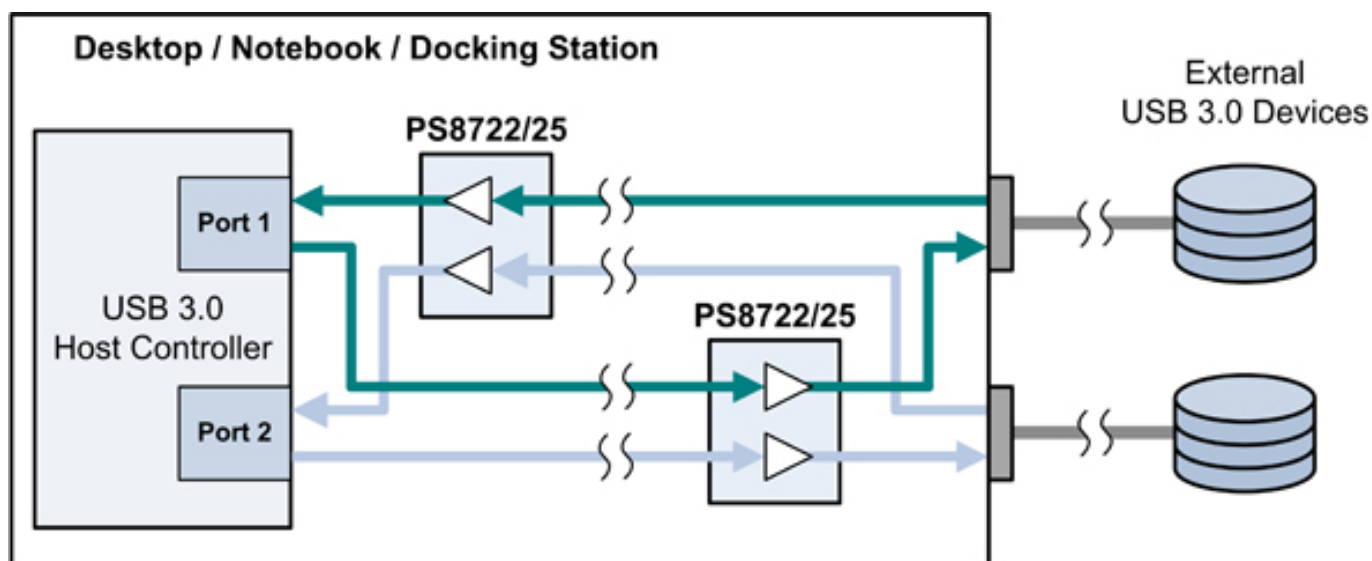 Desktop / Notebook / Docking Station
External
USB 3.0 Devices
PS8722/25
Port 1
USB 3.0
Host Controller
PS8722/25
Port 2